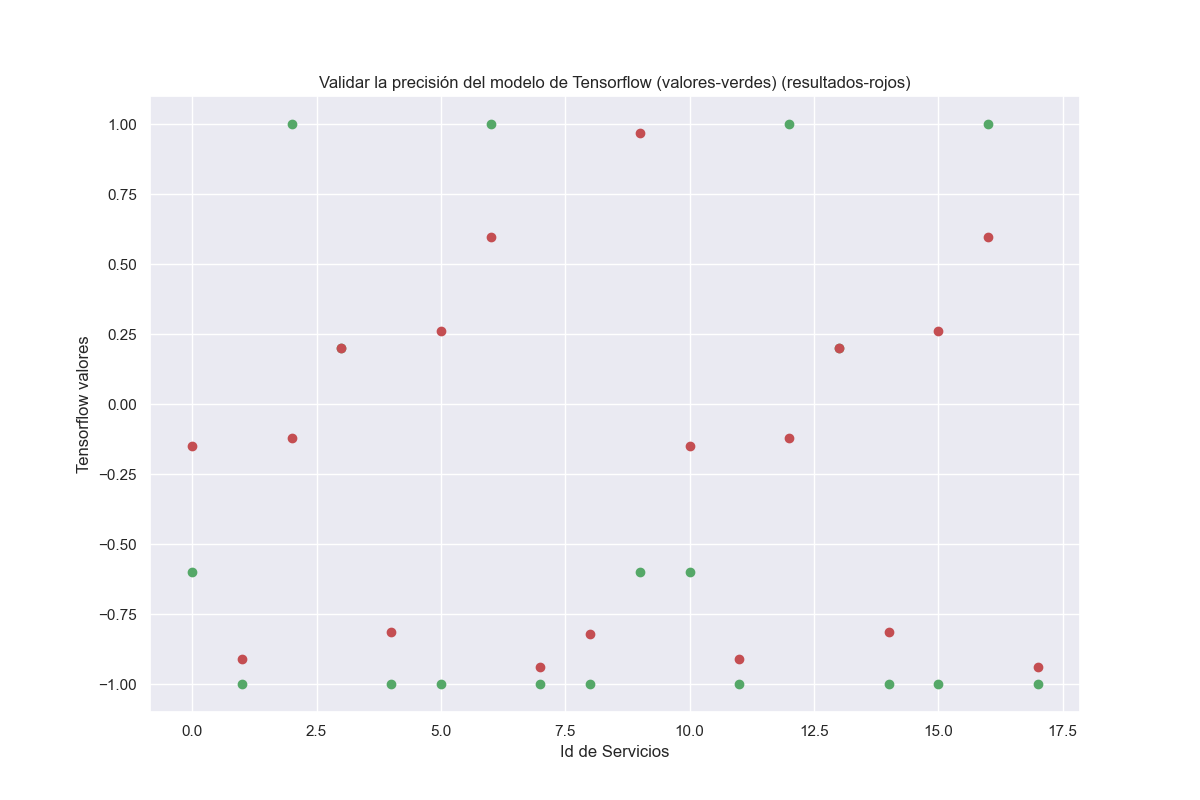 Validar la precisión del modelo de Tensorflow (valores-verdes) (resultados-rojos)
1.00
0.75
0.50
0.25
0.00
−0.25
−0.50
−0.75
−1.00
Tensorflow valores
0.0 2.5 5.0 7.5 10.0 12.5 15.0 17.5
Id de Servicios